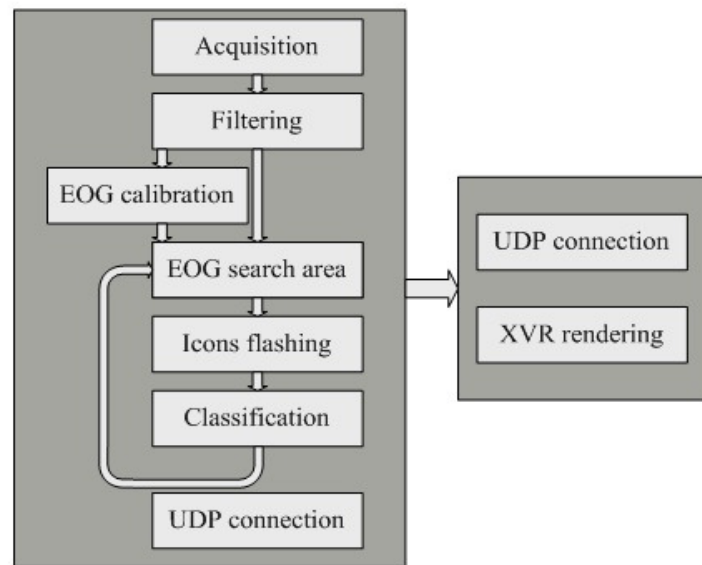 Acquisition
Filtering
EOG calibration
EOG search area
Icons flashing
Classification
UDP connection
UDP connection
XVR rendering